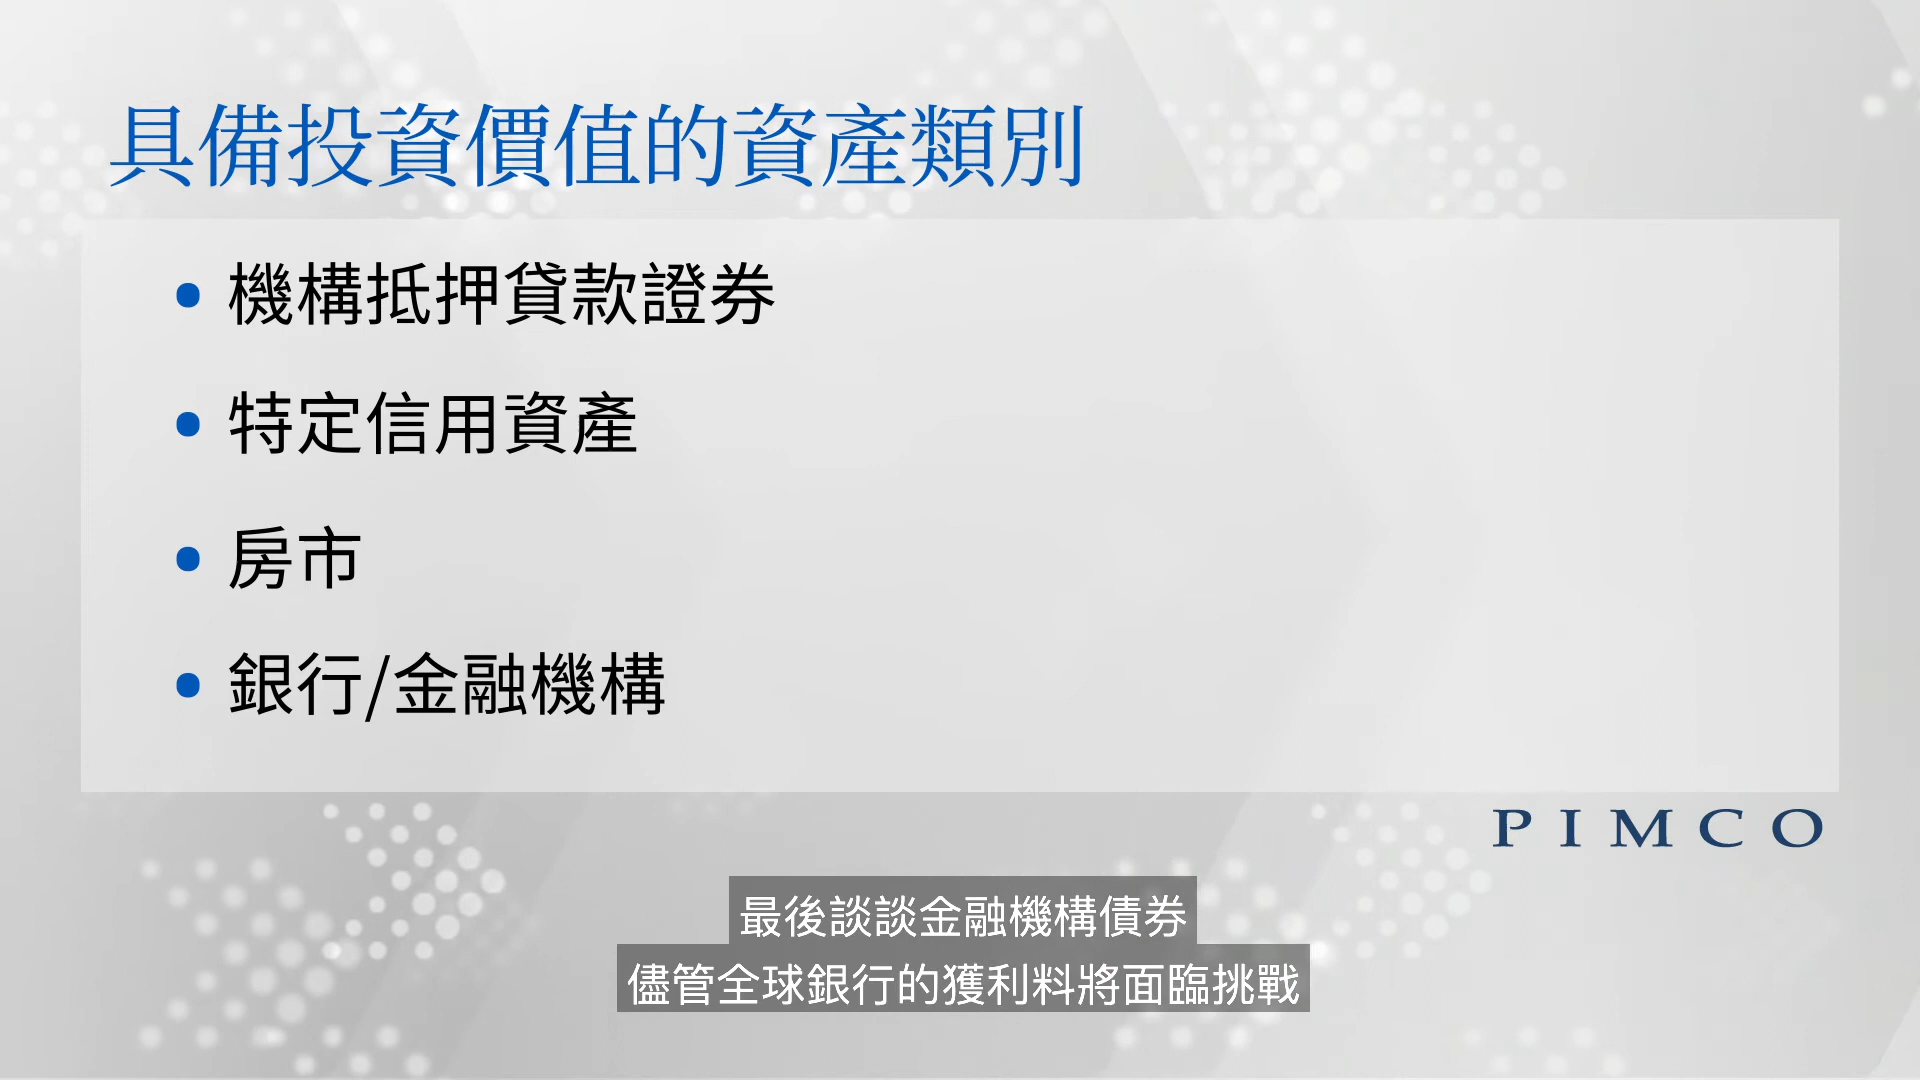 具備投資價值的資產類別
• 機構抵押貸款證券
• 特定信用資產
• 房市
• 銀行/金融機構
PIMCO
最後談談金融機構債券
儘管全球銀行的獲利料將面臨挑戰